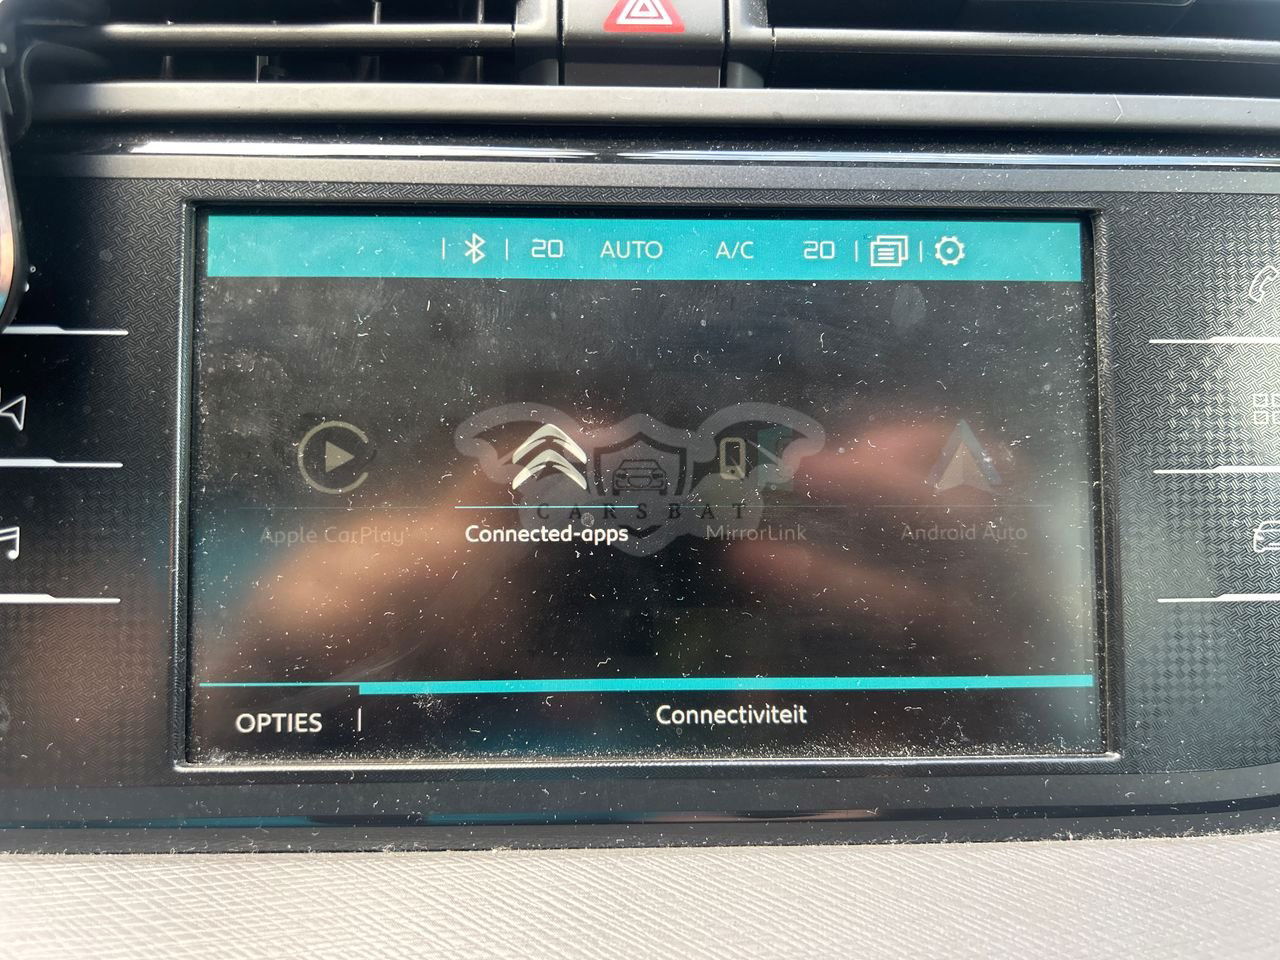 20 AUTO A/C 20
CARSBAT
Apple CarPlay Connected-apps MirrorLink Android Auto
OPTIES Connectiviteit